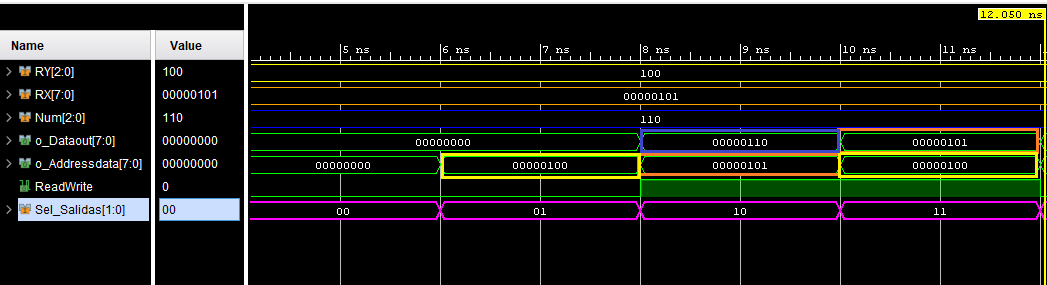 12.050 ns
Name Value
5 ns 6 ns 7 ns 8 ns 9 ns 10 ns 11 ns
RY[2:0] 100 100
RX[7:0] 00000101 00000101
Num[2:0] 110 110
o_Dataout[7:0] 00000000 00000000 00000110 00000101
o_Addressdata[7:0] 00000000 00000000 00000100 00000101 00000100
ReadWrite 0
Sel_Salidas[1:0] 00 00 01 10 11